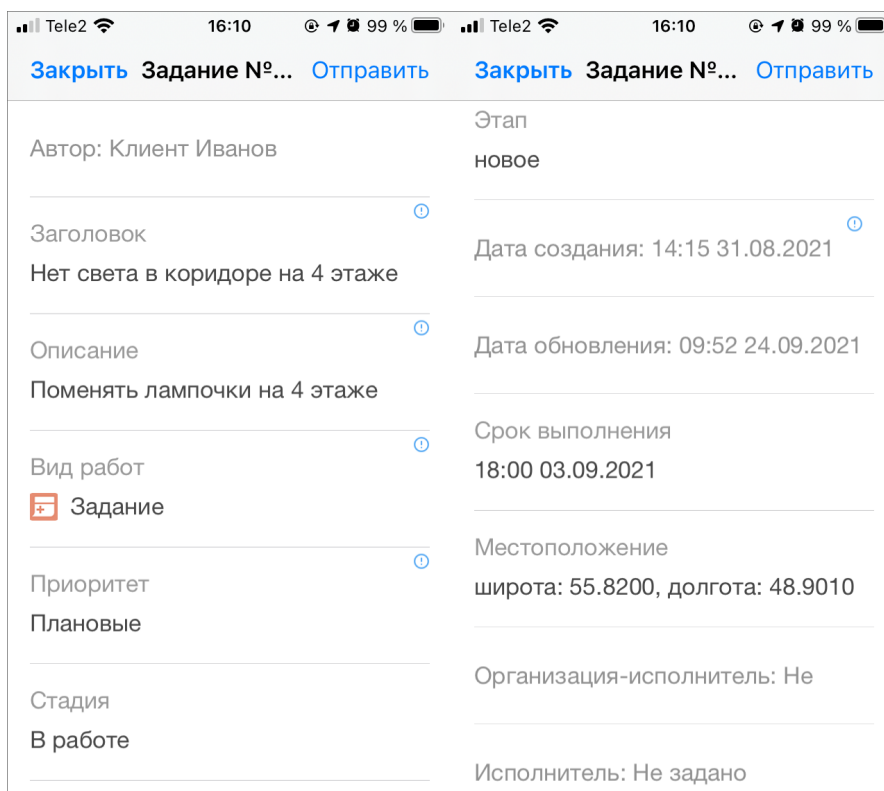 Tele2 16:10 99 %
Закрыть Задание №... Отправить
Автор: Клиент Иванов
Заголовок
Нет света в коридоре на 4 этаже
Описание
Поменять лампочки на 4 этаже
Вид работ
Задание
Приоритет
Плановые
Стадия
В работе
Tele2 16:10 99 %
Закрыть Задание №... Отправить
Этап
новое
Дата создания: 14:15 31.08.2021
Дата обновления: 09:52 24.09.2021
Срок выполнения
18:00 03.09.2021
Местоположение
широта: 55.8200, долгота: 48.9010
Организация-исполнитель: Не
Исполнитель: Не задано